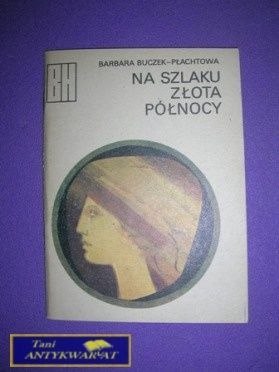 BH
BARBARA BUCZEK-PŁACHTOWA
NA SZLAKU
ZŁOTA
PÓŁNOCY
Tani
ANTYKWARIAT